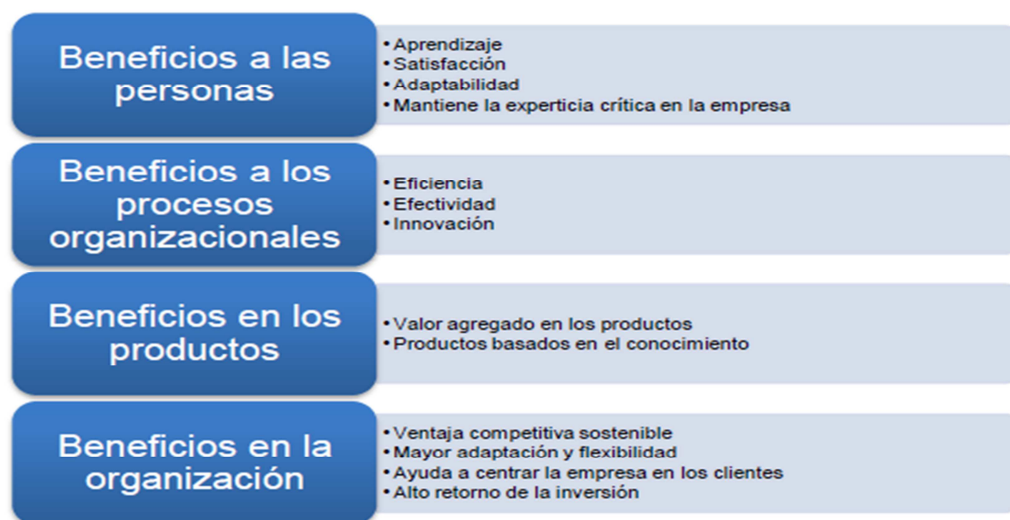 Beneficios a las
personas
• Aprendizaje
• Satisfacción
• Adaptabilidad
• Mantiene la experticia crítica en la empresa
Beneficios a los
procesos
organizacionales
• Eficiencia
• Efectividad
• Innovación
Beneficios en los
productos
• Valor agregado en los productos
• Productos basados en el conocimiento
Beneficios en la
organización
• Ventaja competitiva sostenible
• Mayor adaptación y flexibilidad
• Ayuda a centrar la empresa en los clientes
• Alto retorno de la inversión